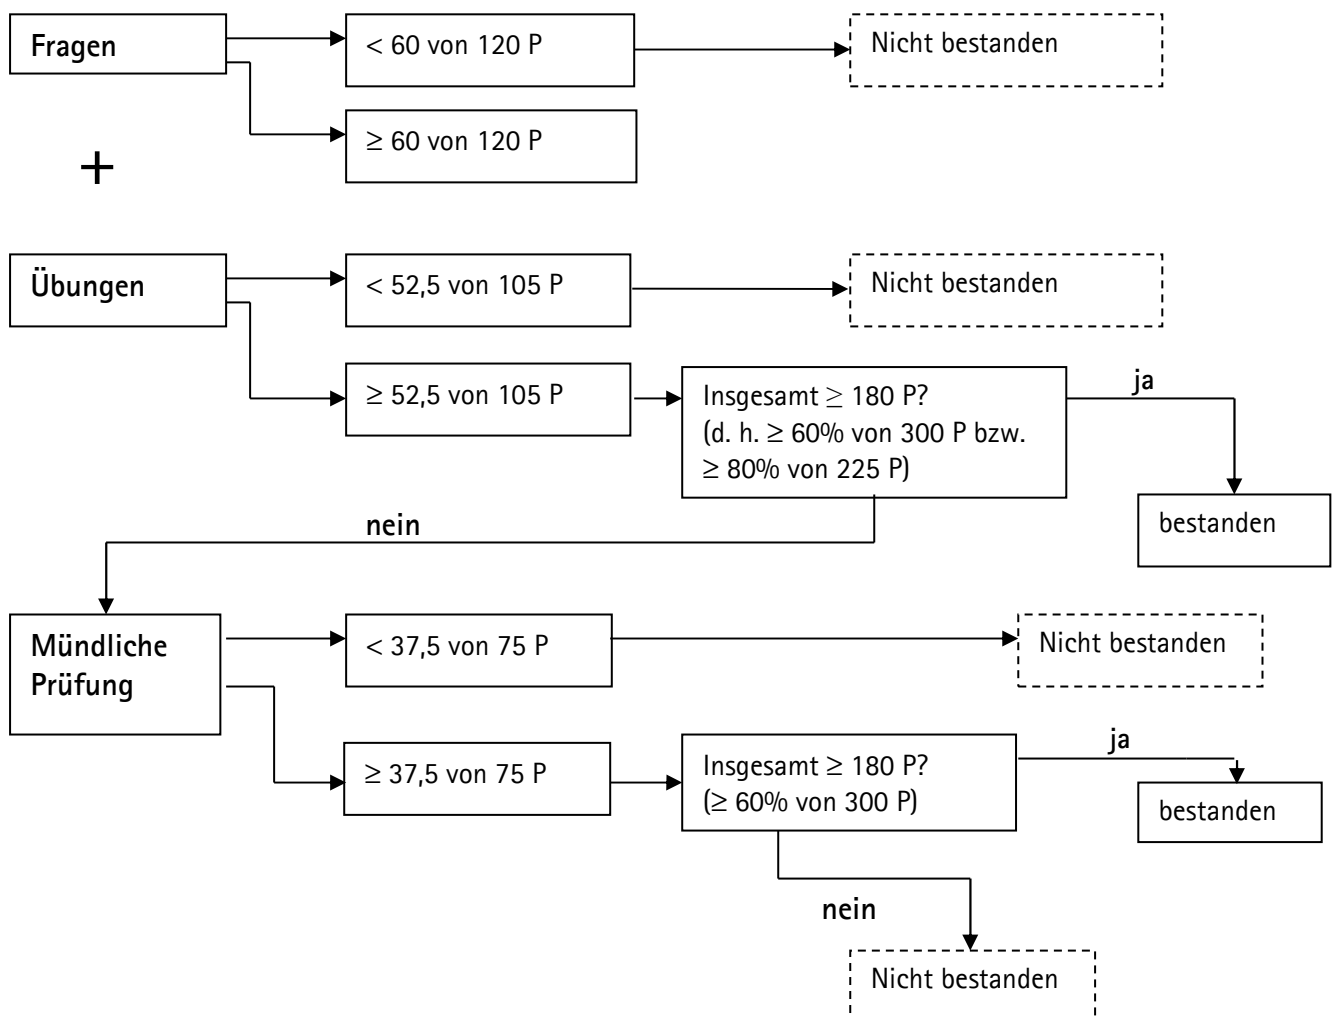 Fragen
< 60 von 120 P
Nicht bestanden
≥ 60 von 120 P
+
Übungen
< 52,5 von 105 P
Nicht bestanden
≥ 52,5 von 105 P
Insgesamt ≥ 180 P?
(d. h. ≥ 60% von 300 P bzw.
≥ 80% von 225 P)
ja
bestanden
nein
Mündliche
Prüfung
< 37,5 von 75 P
Nicht bestanden
≥ 37,5 von 75 P
Insgesamt ≥ 180 P?
(≥ 60% von 300 P)
ja
bestanden
nein
Nicht bestanden